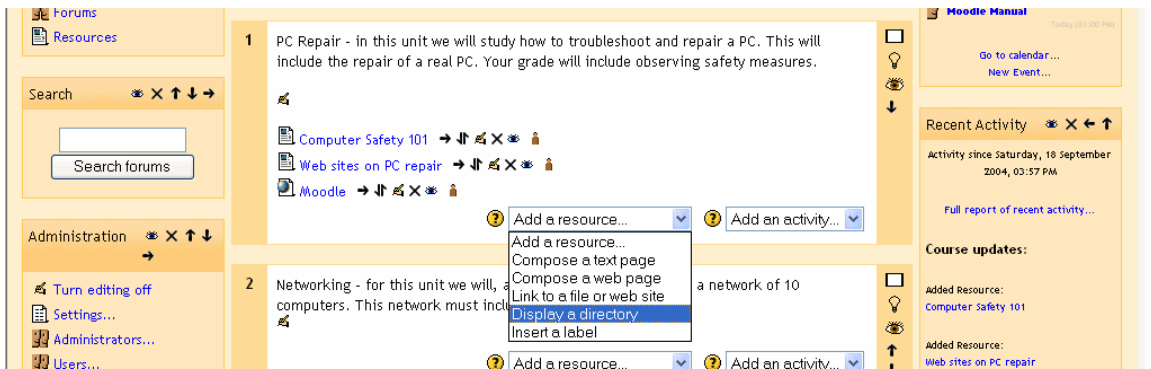 Forums
Resources
Search
Search forums
Administration
Turn editing off
Settings...
Administrators...
Users...
1
PC Repair - in this unit we will study how to troubleshoot and repair a PC. This will
include the repair of a real PC. Your grade will include observing safety measures.
Computer Safety 101
Web sites on PC repair
Moodle
? Add a resource... ? Add an activity...
Add a resource...
Compose a text page
Compose a web page
Link to a file or web site
Display a directory
Insert a label
2
Networking - for this unit we will, a network of 10
computers. This network must inclu
? Add a resource... ? Add an activity...
Moodle Manual
Today (01:00 PM)
Go to calendar...
New Event...
Recent Activity
Activity since Saturday, 18 September
2004, 03:57 PM
Full report of recent activity...
Course updates:
Added Resource:
Computer Safety 101
Added Resource:
Web sites on PC repair